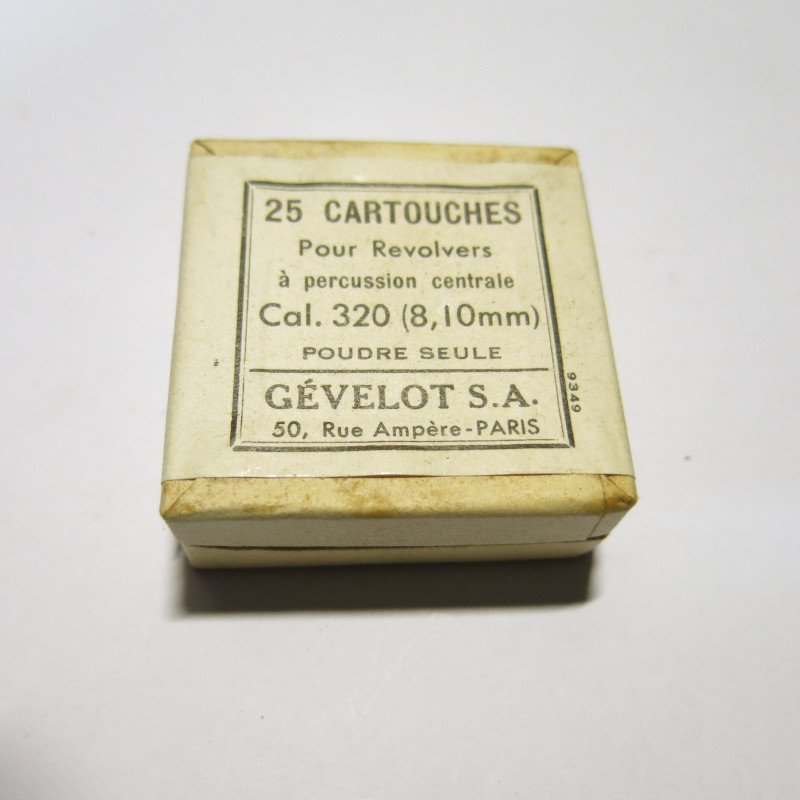 25 CARTOUCHES
Pour Revolvers
à percussion centrale
Cal. 320 (8,10mm)
POUDRE SEULE
GÉVELOT S.A.
50, Rue Ampère-PARIS
9349